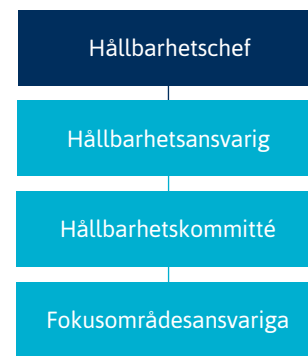 Hållbarhetschef
Hållbarhetsansvarig
Hållbarhetskommitté
Fokusområdesansvariga